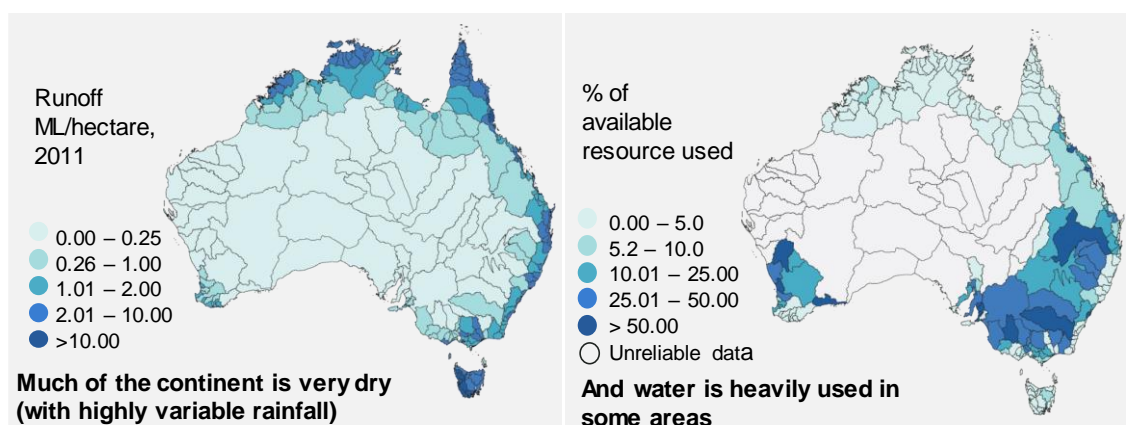 Runoff
ML/hectare,
2011
0.00 – 0.25
0.26 – 1.00
1.01 – 2.00
2.01 – 10.00
>10.00
Much of the continent is very dry
(with highly variable rainfall)
% of
available
resource used
0.00 – 5.0
5.2 – 10.0
10.01 – 25.00
25.01 – 50.00
> 50.00
Unreliable data
And water is heavily used in
some areas